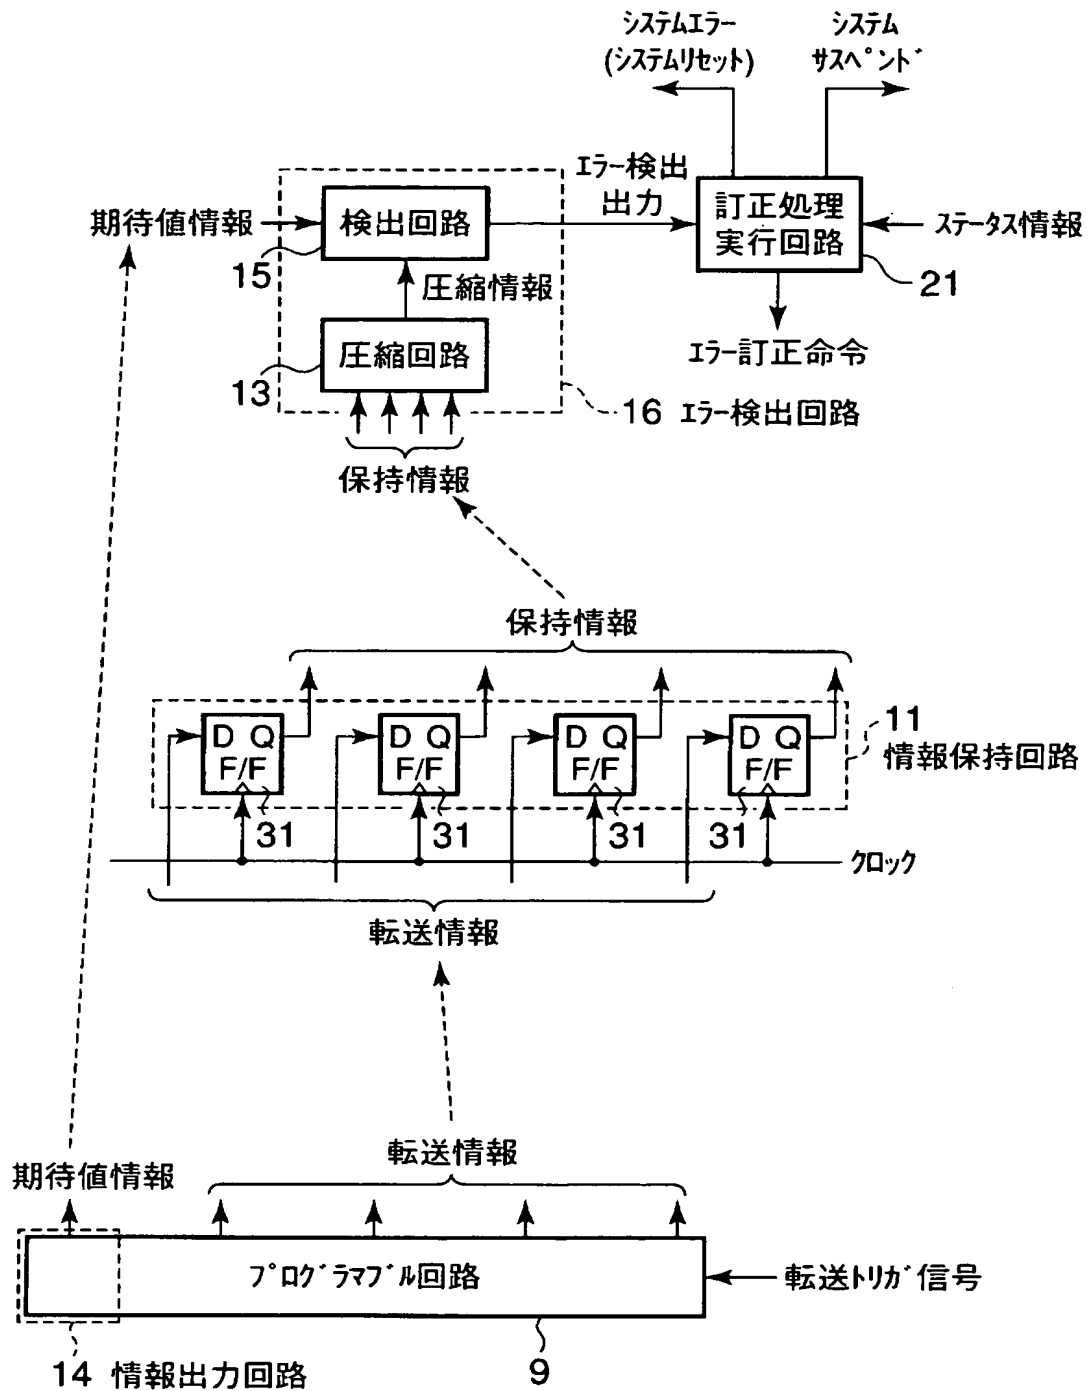 システムエラー
(システムリセット)
システム
サスペンド
エラー検出
出力
訂正処理
実行回路
ステータス情報
21
エラー訂正命令
期待値情報
検出回路
15
圧縮情報
圧縮回路
13
16 エラー検出回路
保持情報
保持情報
D Q
F/F
31
D Q
F/F
31
D Q
F/F
31
D Q
F/F
31
11
情報保持回路
クロック
転送情報
転送情報
期待値情報
プログラマブル回路
転送トリガ信号
14 情報出力回路
9